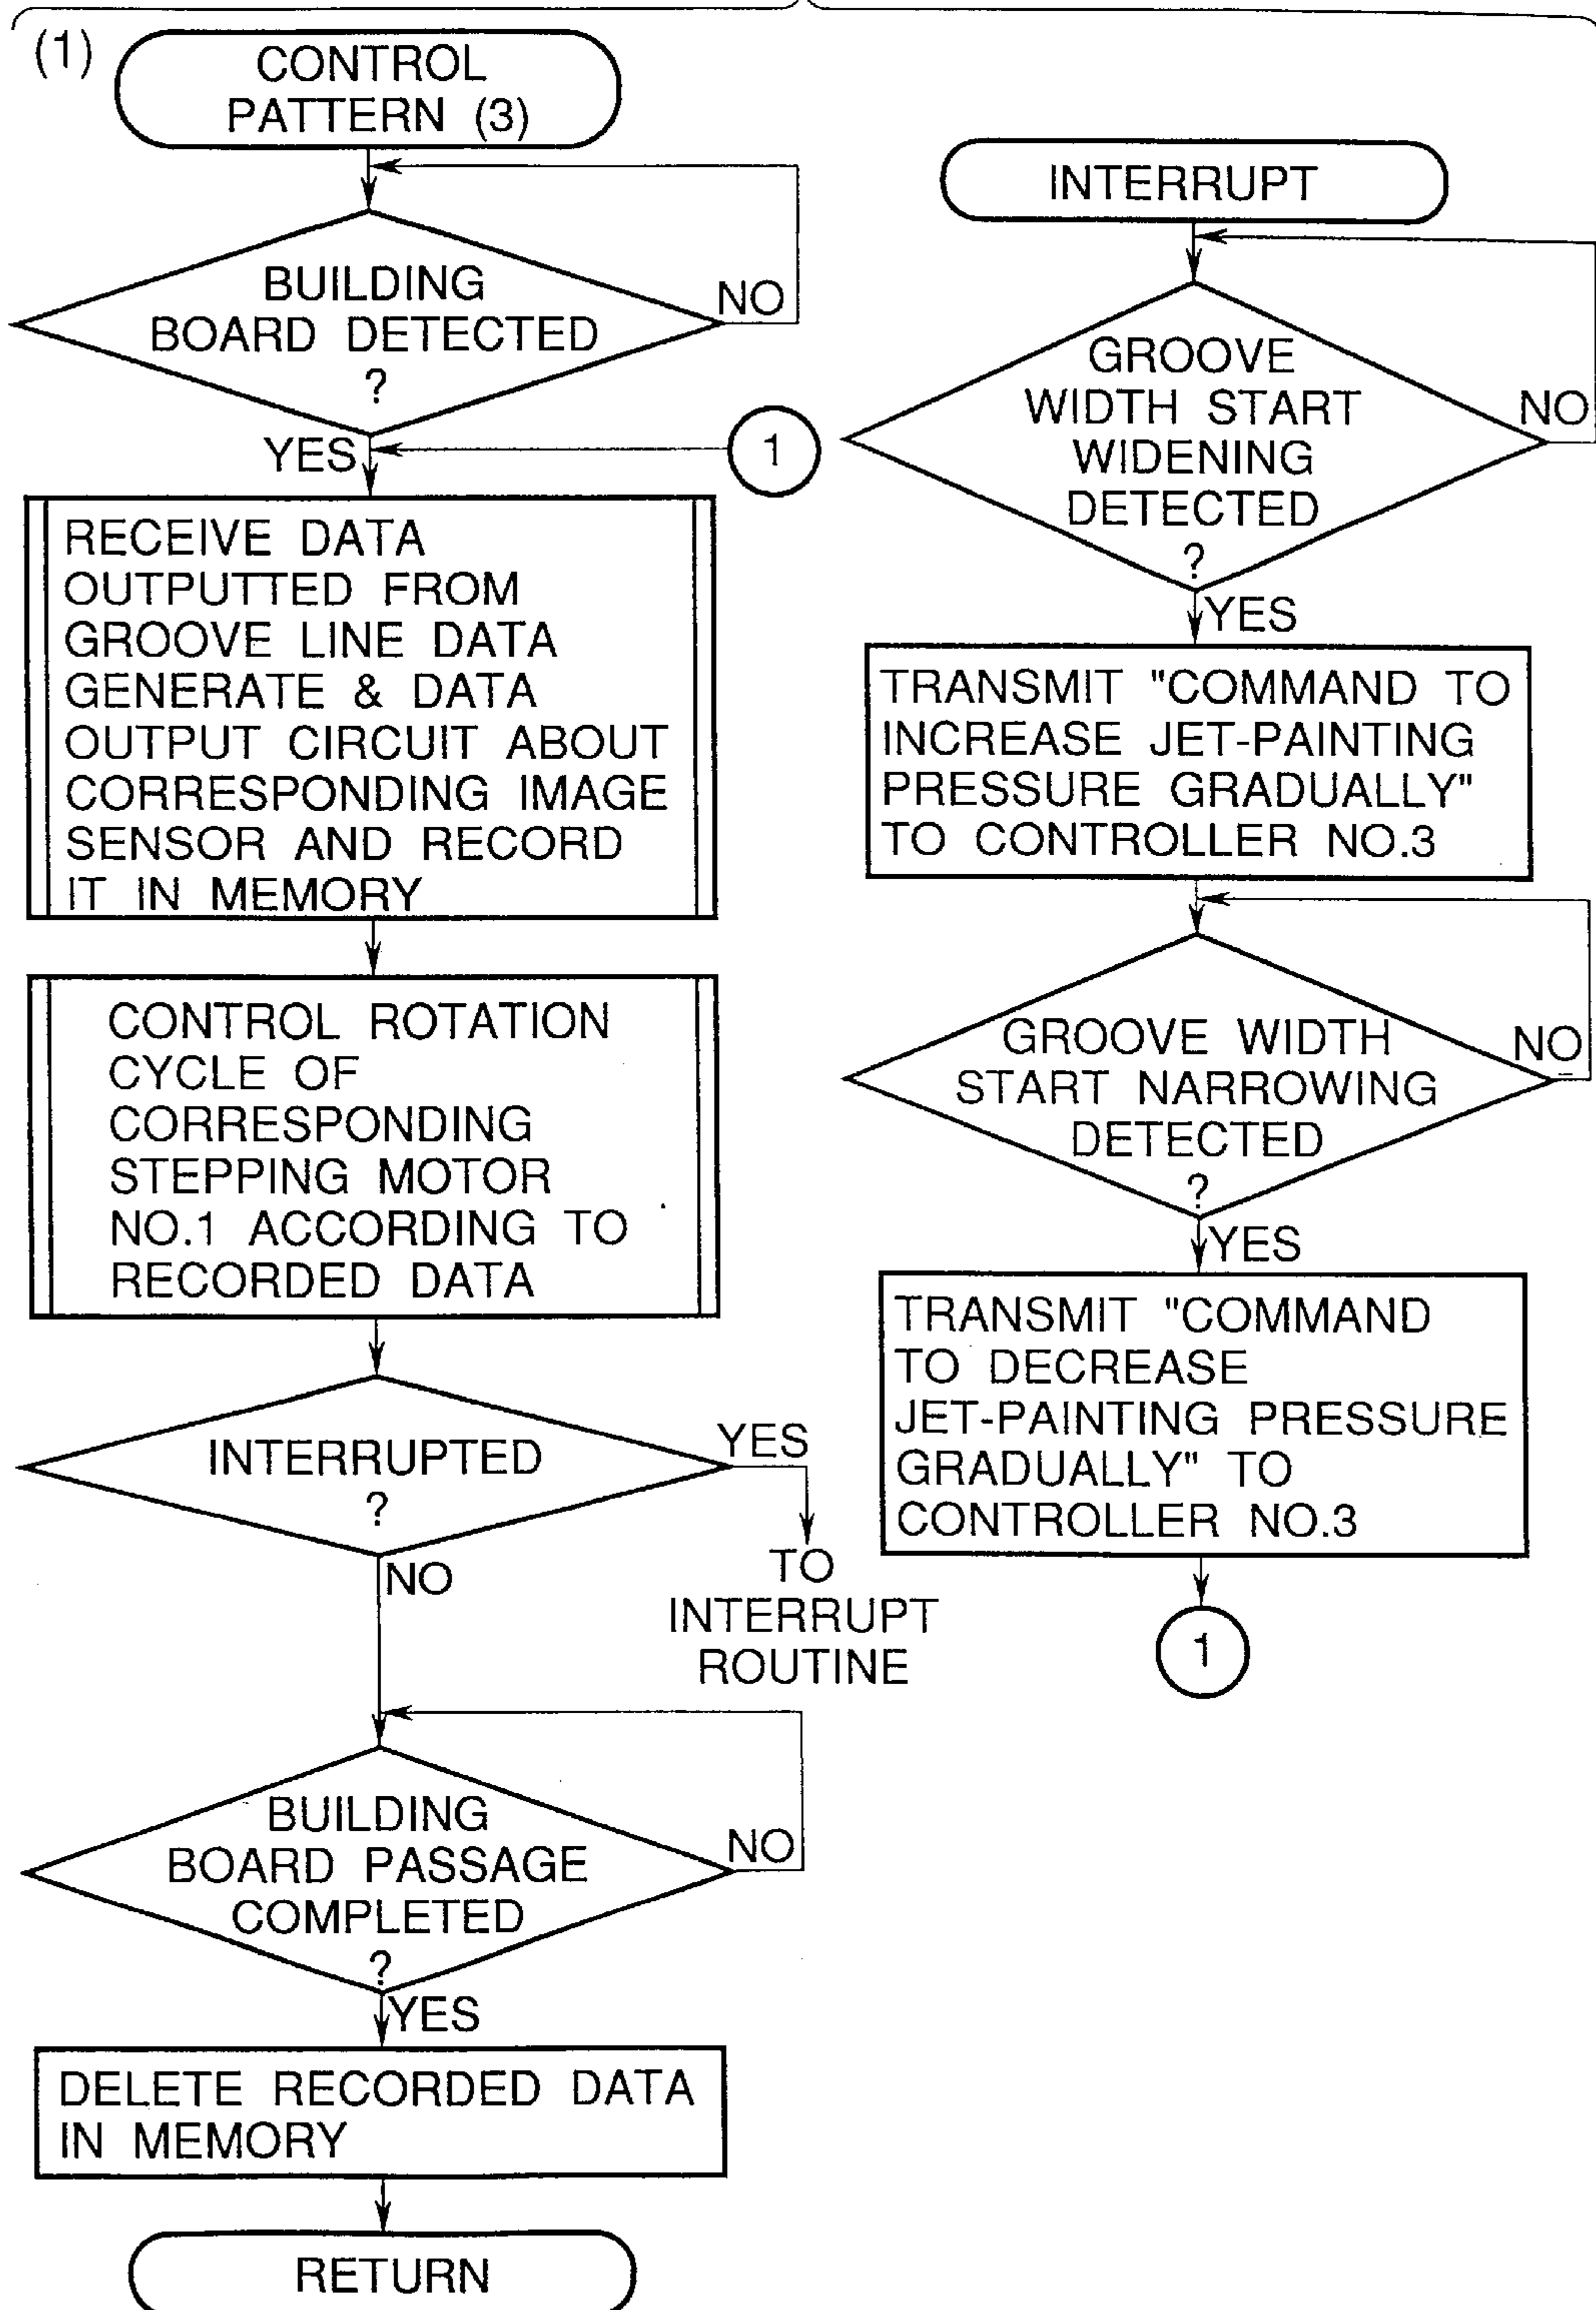 (1)
CONTROL
PATTERN (3)
BUILDING
BOARD DETECTED
?
NO
YES
1
RECEIVE DATA
OUTPUTTED FROM
GROOVE LINE DATA
GENERATE & DATA
OUTPUT CIRCUIT ABOUT
CORRESPONDING IMAGE
SENSOR AND RECORD
IT IN MEMORY
CONTROL ROTATION
CYCLE OF
CORRESPONDING
STEPPING MOTOR
NO.1 ACCORDING TO
RECORDED DATA
INTERRUPTED
?
YES
TO
INTERRUPT
ROUTINE
NO
BUILDING
BOARD PASSAGE
COMPLETED
?
NO
YES
DELETE RECORDED DATA
IN MEMORY
RETURN
INTERRUPT
GROOVE
WIDTH START
WIDENING
DETECTED
?
NO
YES
TRANSMIT "COMMAND TO
INCREASE JET-PAINTING
PRESSURE GRADUALLY"
TO CONTROLLER NO.3
GROOVE WIDTH
START NARROWING
DETECTED
?
NO
YES
TRANSMIT "COMMAND
TO DECREASE
JET-PAINTING PRESSURE
GRADUALLY" TO
CONTROLLER NO.3
1